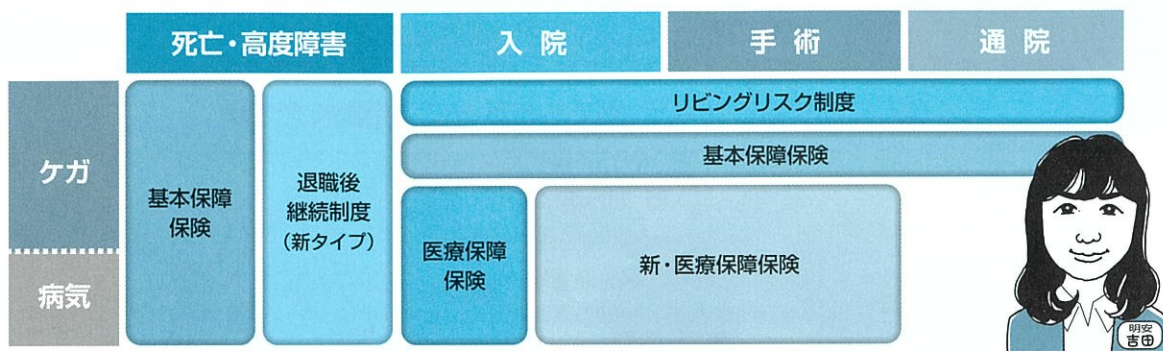 死亡・高度障害
入院
手術
通院
ケガ
病気
基本保障
保険
退職後
継続制度
（新タイプ）
リビングリスク制度
基本保障保険
医療保障
保険
新・医療保障保険
明安
吉田